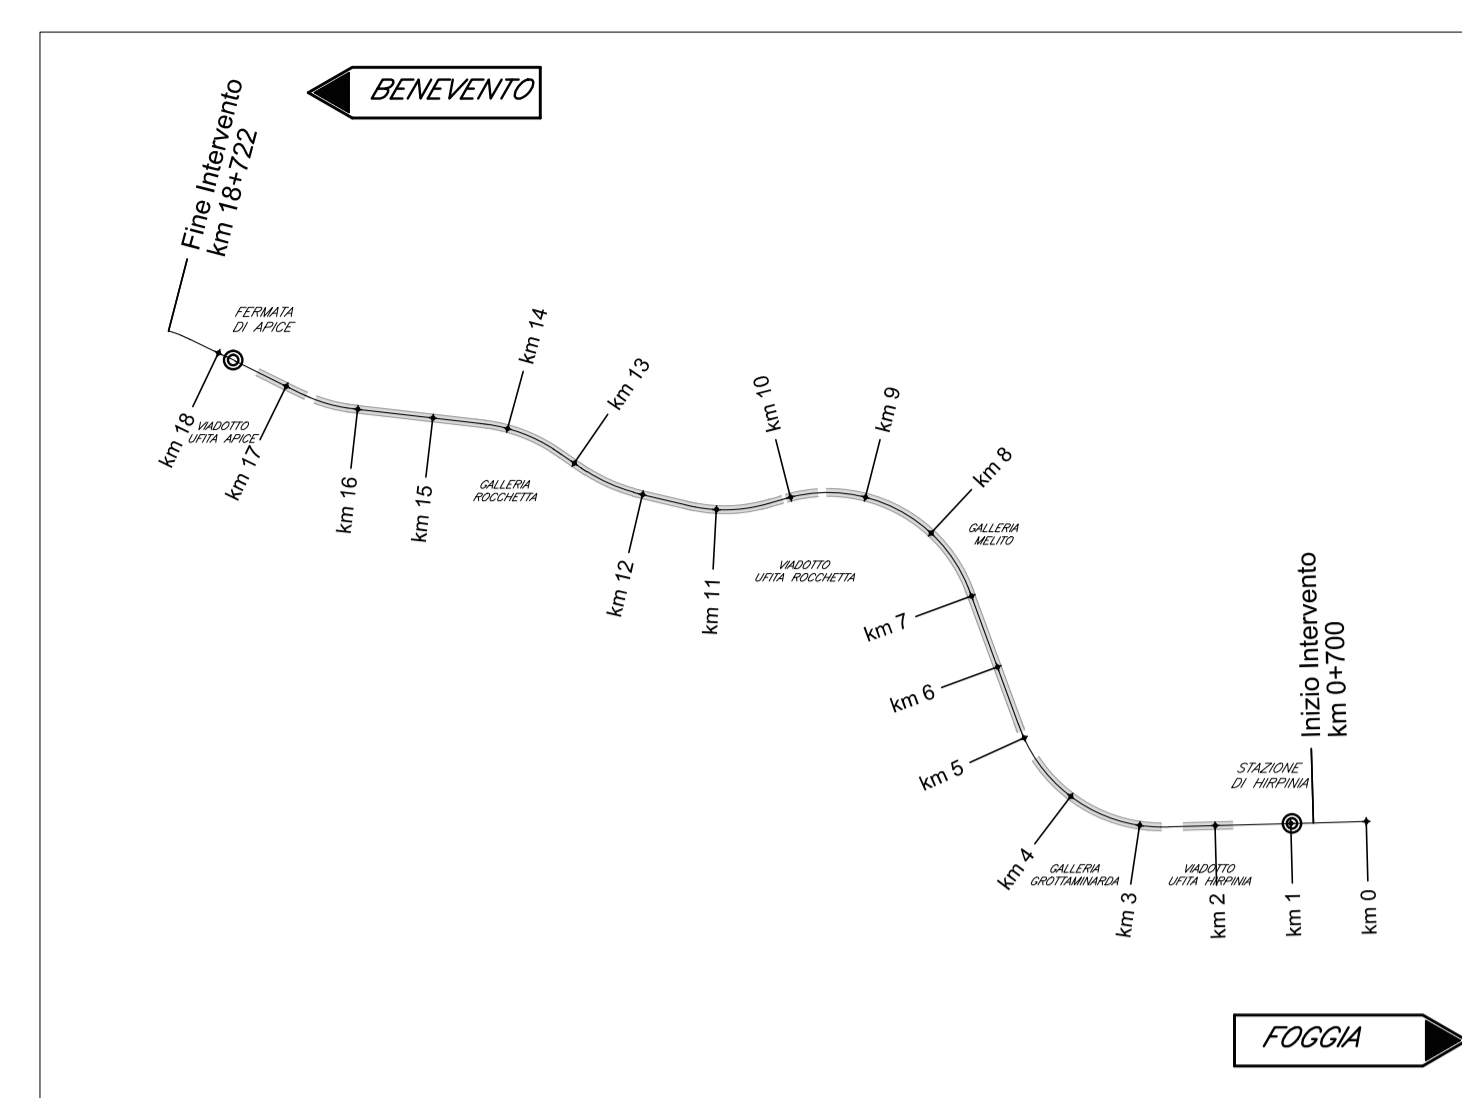 BENEVENTO
Fine Intervento
km 18+722
FERMATA
DI APICE
km 18
VIADOTTO
UFITA APICE
km 17
km 16
km 15
km 14
GALLERIA
ROCCHETTA
km 13
km 12
km 11
km 10
VIADOTTO
UFITA ROCCHETTA
km 9
km 8
GALLERIA
MELITO
km 7
km 6
km 5
km 4
GALLERIA
GROTTAMINARDA
km 3
VIADOTTO
UFITA HIRPINIA
km 2
STAZIONE
DI HIRPINIA
Inizio Intervento
km 0+700
km 1
km 0
FOGGIA